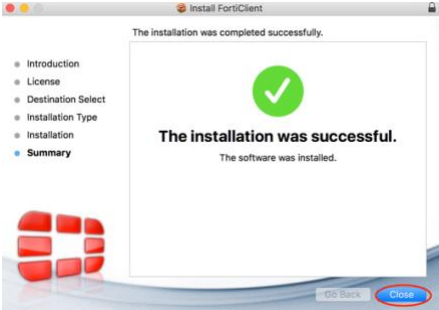 Install FortiClient
The installation was completed successfully.
Introduction
License
Destination Select
Installation Type
Installation
Summary
The installation was successful.
The software was installed.
Go Back
Close